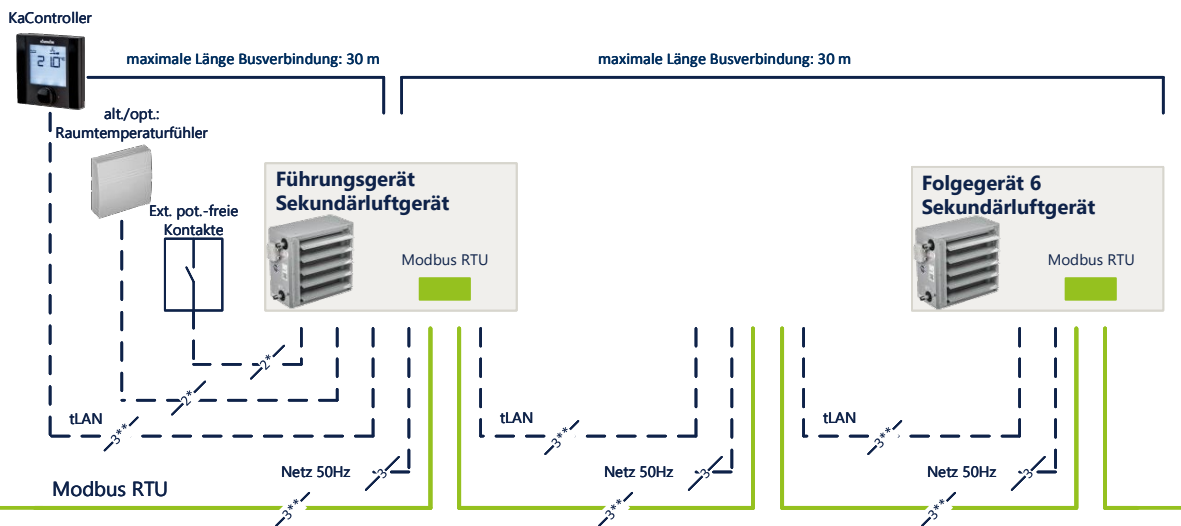 KaController
maximale Länge Busverbindung: 30 m
maximale Länge Busverbindung: 30 m
21.0°
alt./opt.:
Raumtemperaturfühler
Ext. pot.-freie
Kontakte
Führungsgerät
Sekundärluftgerät
Modbus RTU
Folgegerät 6
Sekundärluftgerät
Modbus RTU
2*
2*
tLAN
3**
tLAN
3**
tLAN
3**
Netz 50Hz
3
Netz 50Hz
3
Netz 50Hz
3
Modbus RTU
3**
3**
3**